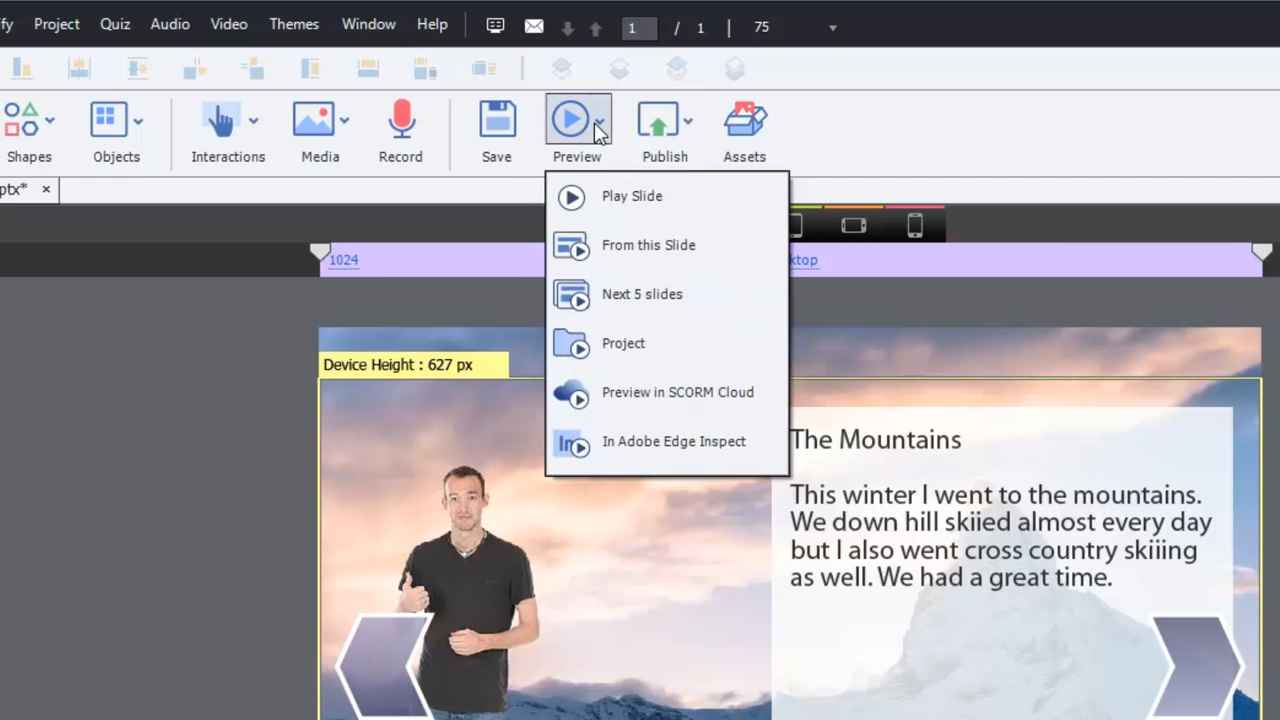 fy Project Quiz Audio Video Themes Window Help 1 / 1 | 75
Shapes Objects Interactions Media Record Save Preview Publish Assets
ptx* ×
Play Slide
From this Slide
1024 ktop
Next 5 slides
Project
Device Height : 627 px
Preview in SCORM Cloud
In Adobe Edge Inspect
The Mountains
This winter I went to the mountains.
We down hill skiied almost every day
but I also went cross country skiiing
as well. We had a great time.